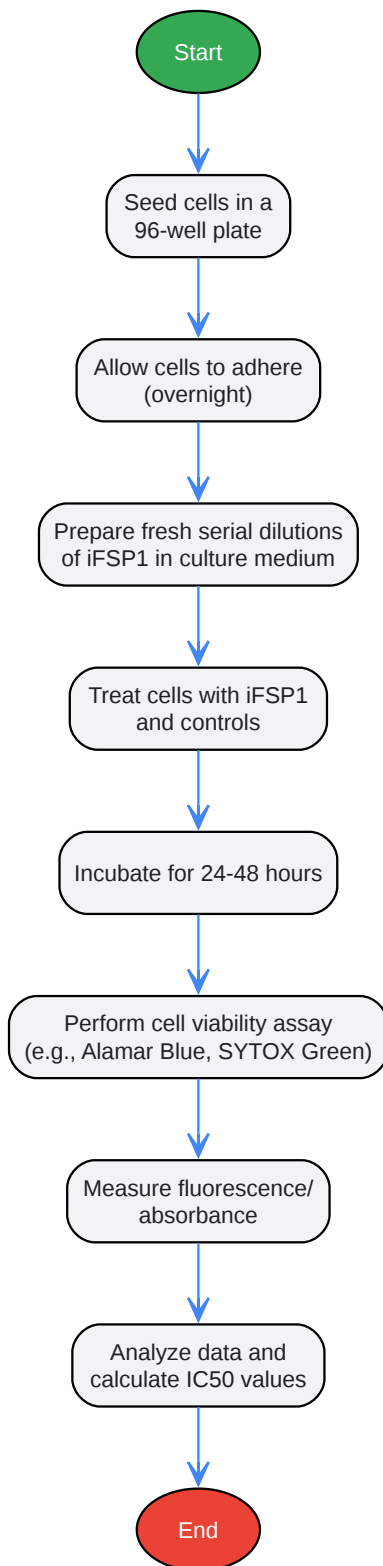 Start
Seed cells in a
96-well plate
Allow cells to adhere
(overnight)
Prepare fresh serial dilutions
of iFSP1 in culture medium
Treat cells with iFSP1
and controls
Incubate for 24-48 hours
Perform cell viability assay
(e.g., Alamar Blue, SYTOX Green)
Measure fluorescence/
absorbance
Analyze data and
calculate IC50 values
End